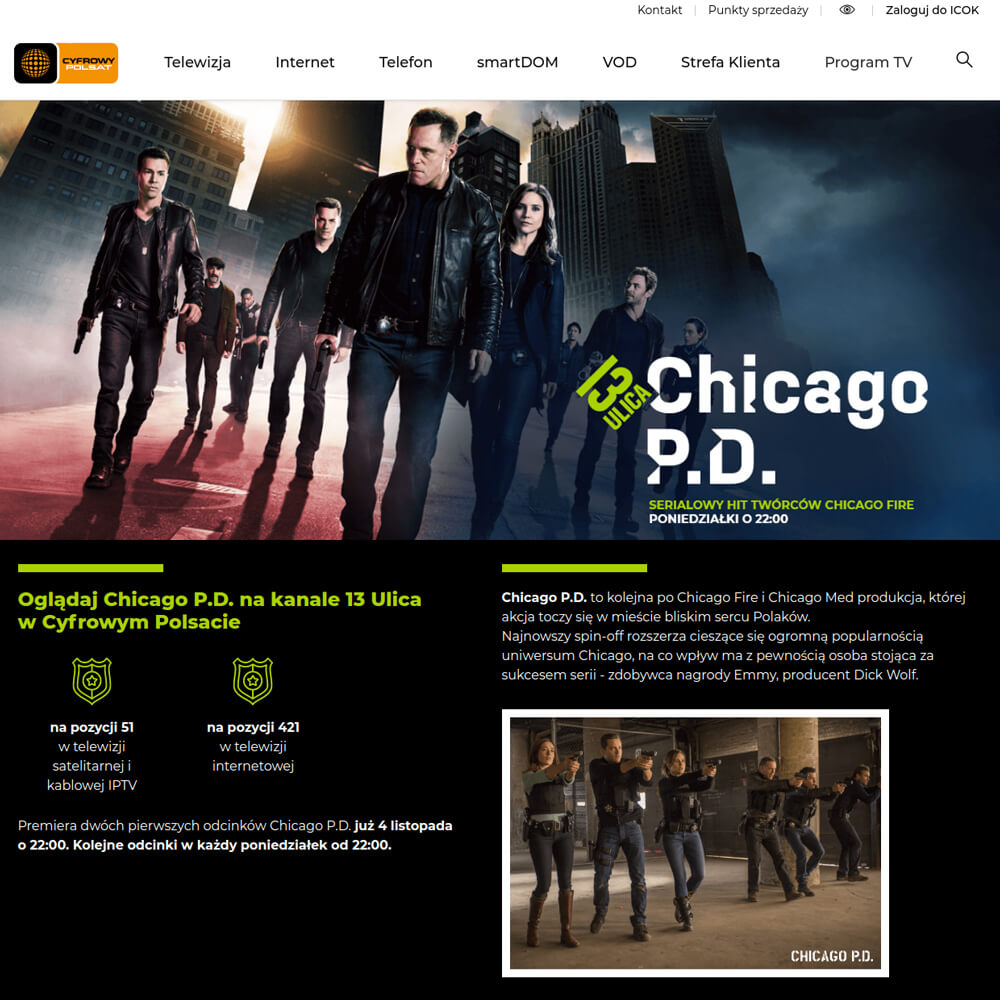 Kontakt
Punkty sprzedaży
Zaloguj do ICOK
CYFROWY
POLSAT
Telewizja
Internet
Telefon
smartDOM
VOD
Strefa Klienta
Program TV
13
ULICA
Chicago
P.D.
SERIALOWY HIT TWÓRCÓW CHICAGO FIRE
PONIEDZIAŁKI O 22:00
Oglądaj Chicago P.D. na kanale 13 Ulica
w Cyfrowym Polsacie
na pozycji 51
w telewizji
satelitarnej i
kablowej IPTV
na pozycji 421
w telewizji
internetowej
Premiera dwóch pierwszych odcinków Chicago P.D. już 4 listopada
o 22:00. Kolejne odcinki w każdy poniedziałek od 22:00.
Chicago P.D. to kolejna po Chicago Fire i Chicago Med produkcja, której
akcja toczy się w mieście bliskim sercu Polaków.
Najnowszy spin-off rozszerza cieszące się ogromną popularnością
uniwersum Chicago, na co wpływ ma z pewnością osoba stojąca za
sukcesem serii - zdobywca nagrody Emmy, producent Dick Wolf.
CHICAGO P.D.